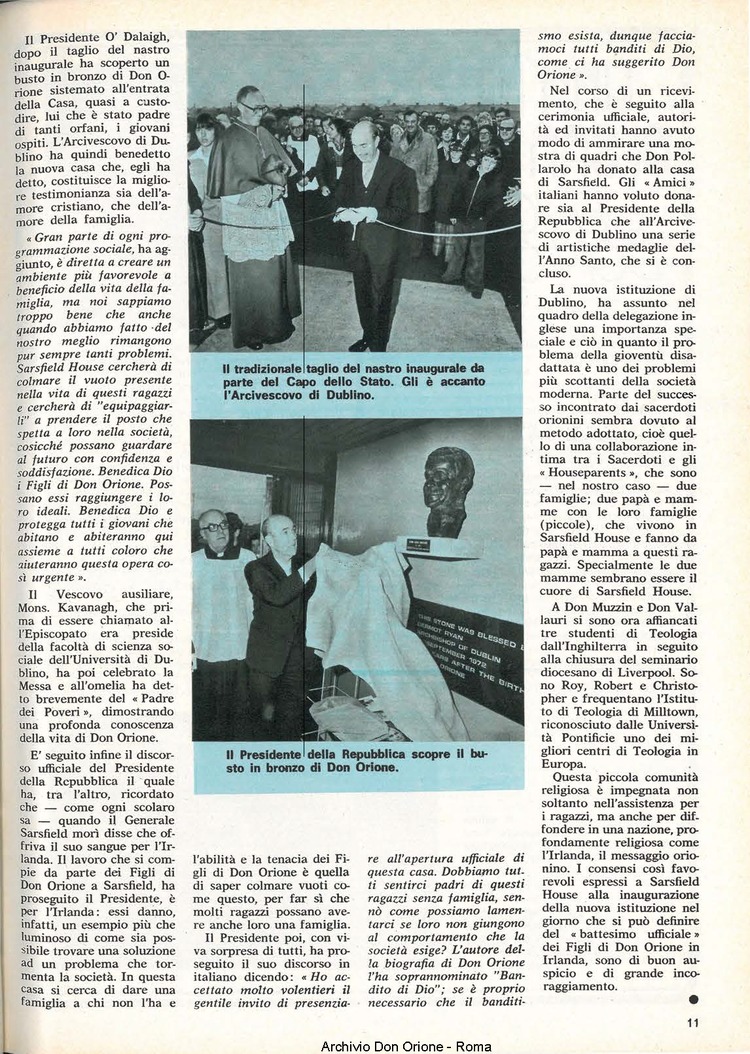 Il Presidente O' Dalaigh,
dopo il taglio del nastro
inaugurale ha scoperto un
busto in bronzo di Don O-
rione sistemato all'entrata
della Casa, quasi a custo-
dire, lui che è stato padre
di tanti orfani, i giovani
ospiti. L'Arcivescovo di Du-
blino ha quindi benedetto
la nuova casa che, egli ha
detto, costituisce la miglio-
re testimonianza sia dell'a-
more cristiano, che dell'a-
more della famiglia.
« Gran parte di ogni pro-
grammazione sociale, ha ag-
giunto, è diretta a creare un
ambiente più favorevole a
beneficio della vita della fa-
miglia, ma noi sappiamo
troppo bene che anche
quando abbiamo fatto del
nostro meglio rimangono
pur sempre tanti problemi.
Sarsfield House cercherà di
colmare il vuoto presente
nella vita di questi ragazzi
e cercherà di "equipaggiar-
li" a prendere il posto che
spetta a loro nella società,
cosicché possano guardare
al futuro con confidenza e
soddisfazione. Benedica Dio
i Figli di Don Orione. Pos-
sano essi raggiungere i lo-
ro ideali. Benedica Dio e
protegga tutti i giovani che
abitano e abiteranno qui
assieme a tutti coloro che
aiuteranno questa opera co-
sì urgente ».
Il Vescovo ausiliare,
Mons. Kavanagh, che pri-
ma di essere chiamato al-
l'Episcopato era preside
della facoltà di scienza so-
ciale dell'Università di Du-
blino, ha poi celebrato la
Messa e all'omelia ha det-
to brevemente del « Padre
dei Poveri », dimostrando
una profonda conoscenza
della vita di Don Orione.
E' seguito infine il discor-
so ufficiale del Presidente
della Repubblica il quale
ha, tra l'altro, ricordato
che — come ogni scolaro
sa — quando il Generale
Sarsfield morì disse che of-
friva il suo sangue per l'Ir-
landa. Il lavoro che si com-
pie da parte dei Figli di
Don Orione a Sarsfield, ha
proseguito il Presidente, è
per l'Irlanda: essi danno,
infatti, un esempio più che
luminoso di come sia pos-
sibile trovare una soluzione
ad un problema che tor-
menta la società. In questa
casa si cerca di dare una
famiglia a chi non l'ha e
Il tradizionale taglio del nastro inaugurale da
parte del Capo dello Stato. Gli è accanto
l'Arcivescovo di Dublino.
THIS STONE WAS BLESSED
DERMOT RYAN
ARCHBISHOP OF DUBLIN
SEPTEMBER 1972
YEARS AFTER THE BIRTH
ORIONE
Il Presidente della Repubblica scopre il bu-
sto in bronzo di Don Orione.
l'abilità e la tenacia dei Fi-
gli di Don Orione è quella
di saper colmare vuoti co-
me questo, per far sì che
molti ragazzi possano ave-
re anche loro una famiglia.
Il Presidente poi, con vi-
va sorpresa di tutti, ha pro-
seguito il suo discorso in
italiano dicendo: « Ho ac-
cettato molto volentieri il
gentile invito di presenzia-
re all'apertura ufficiale di
questa casa. Dobbiamo tut-
ti sentirci padri di questi
ragazzi senza famiglia, sen-
nò come possiamo lamen-
tarci se loro non giungono
al comportamento che la
società esige? L'autore del-
la biografia di Don Orione
l'ha soprannominato "Ban-
dito di Dio"; se è proprio
necessario che il banditi-
smo esista, dunque faccia-
moci tutti banditi di Dio,
come ci ha suggerito Don
Orione ».
Nel corso di un ricevi-
mento, che è seguito alla
cerimonia ufficiale, autori-
tà ed invitati hanno avuto
modo di ammirare una mo-
stra di quadri che Don Pol-
larolo ha donato alla casa
di Sarsfield. Gli « Amici »
italiani hanno voluto dona-
re sia al Presidente della
Repubblica che all'Arcive-
scovo di Dublino una serie
di artistiche medaglie del-
l'Anno Santo, che si è con-
cluso.
La nuova istituzione di
Dublino, ha assunto nel
quadro della delegazione in-
glese una importanza spe-
ciale e ciò in quanto il pro-
blema della gioventù disa-
dattata è uno dei problemi
più scottanti della società
moderna. Parte del succes-
so incontrato dai sacerdoti
orionini sembra dovuto al
metodo adottato, cioè quel-
lo di una collaborazione in-
tima tra i Sacerdoti e gli
« Houseparents », che sono
— nel nostro caso — due
famiglie; due papà e mam-
me con le loro famiglie
(piccole), che vivono in
Sarsfield House e fanno da
papà e mamma a questi ra-
gazzi. Specialmente le due
mamme sembrano essere il
cuore di Sarsfield House.
A Don Muzzin e Don Val-
lauri si sono ora affiancati
tre studenti di Teologia
dall'Inghilterra in seguito
alla chiusura del seminario
diocesano di Liverpool. So-
no Roy, Robert e Christo-
pher e frequentano l'Istitu-
to di Teologia di Milltown,
riconosciuto dalle Universi-
tà Pontificie uno dei mi-
gliori centri di Teologia in
Europa.
Questa piccola comunità
religiosa è impegnata non
soltanto nell'assistenza per
i ragazzi, ma anche per dif-
fondere in una nazione, pro-
fondamente religiosa come
l'Irlanda, il messaggio orio-
nino. I consensi così favo-
revoli espressi a Sarsfield
House alla inaugurazione
della nuova istituzione nel
giorno che si può definire
del « battesimo ufficiale »
dei Figli di Don Orione in
Irlanda, sono di buon au-
spicio e di grande inco-
raggiamento.
11
Archivio Don Orione - Roma